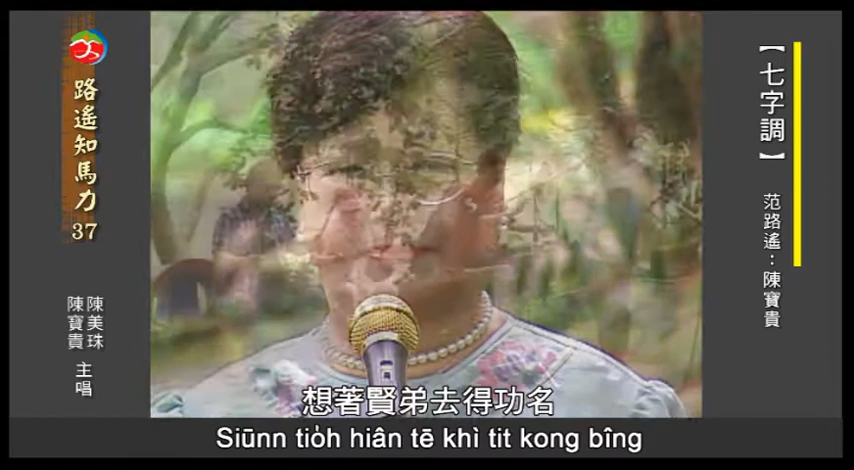 路遙知馬力
37
陳美珠
陳寶貴
主唱
【七字調】
范路遙：陳寶貴
想著賢弟去得功名
Siūnn tio̍h hiân tē khì tit kong bîng